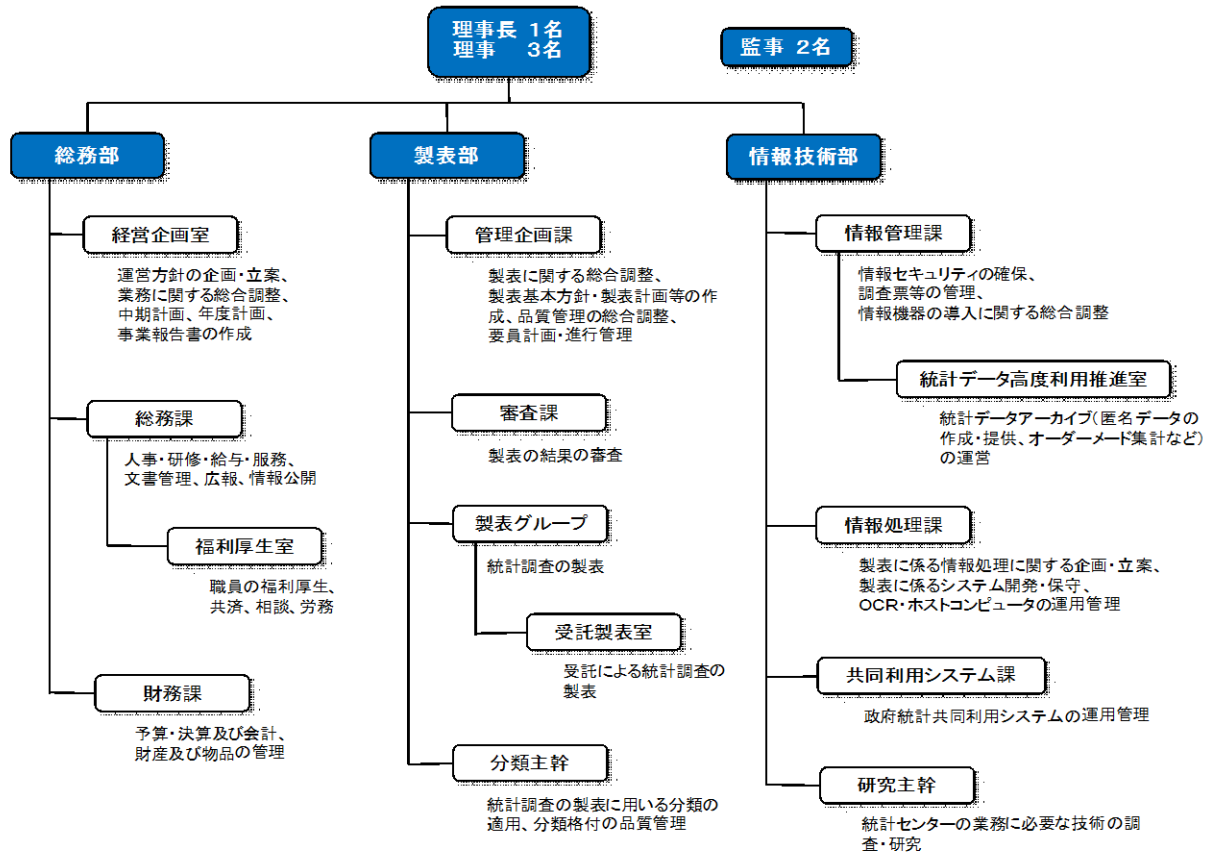 理事長 1名
理事 3名
監事 2名
総務部
製表部
情報技術部
経営企画室
運営方針の企画・立案、
業務に関する総合調整、
中期計画、年度計画、
事業報告書の作成
総務課
人事・研修・給与・服務、
文書管理、広報、情報公開
福利厚生室
職員の福利厚生、
共済、相談、労務
財務課
予算・決算及び会計、
財産及び物品の管理
管理企画課
製表に関する総合調整、
製表基本方針・製表計画等の作
成、品質管理の総合調整、
要員計画・進行管理
審査課
製表の結果の審査
製表グループ
統計調査の製表
受託製表室
受託による統計調査の
製表
分類主幹
統計調査の製表に用いる分類の
適用、分類格付の品質管理
情報管理課
情報セキュリティの確保、
調査票等の管理、
情報機器の導入に関する総合調整
統計データ高度利用推進室
統計データアーカイブ(匿名データの
作成・提供、オーダーメード集計など)
の運営
情報処理課
製表に係る情報処理に関する企画・立案、
製表に係るシステム開発・保守、
OCR・ホストコンピュータの運用管理
共同利用システム課
政府統計共同利用システムの運用管理
研究主幹
統計センターの業務に必要な技術の調
査・研究